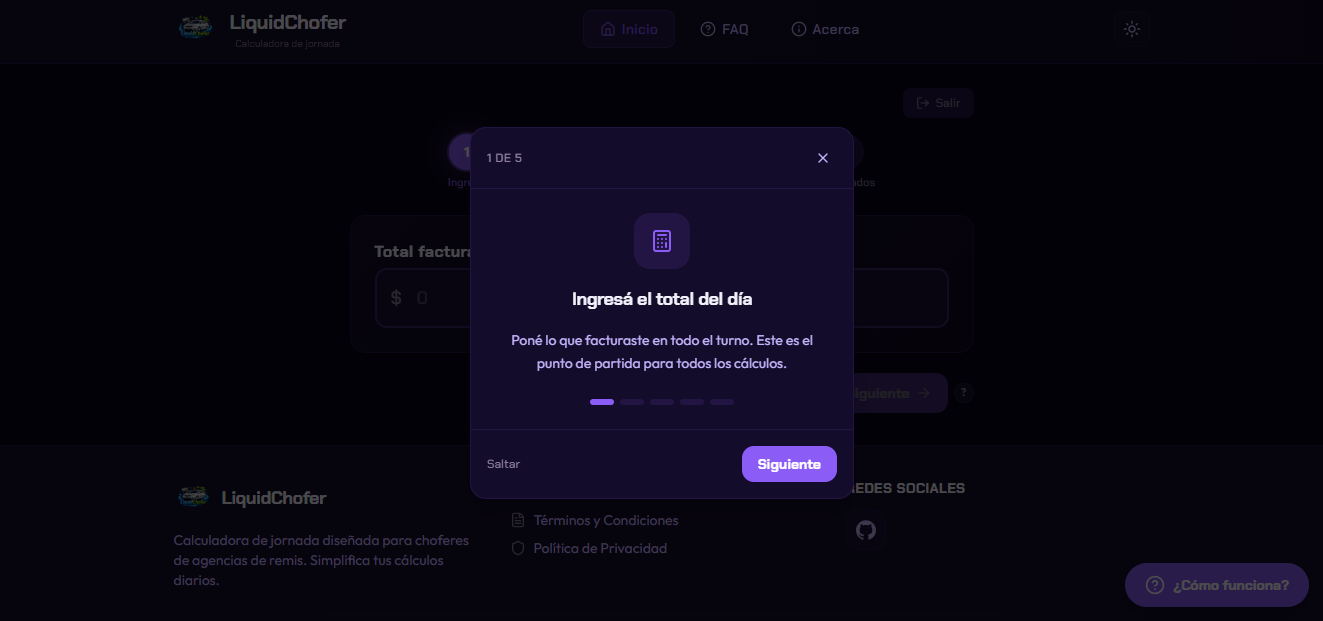 LiquidChofer
Calculadora de jornada
Inicio
FAQ
Acerca
Salir
1
1 DE 5
Total
$ 0
Ingresá el total del día
Poné lo que facturaste en todo el turno. Este es el
punto de partida para todos los cálculos.
?
Saltar
Siguiente
LiquidChofer
Calculadora de jornada diseñada para choferes
de agencias de remis. Simplifica tus cálculos
diarios.
Términos y Condiciones
Política de Privacidad
SOCIALES
¿Cómo funciona?